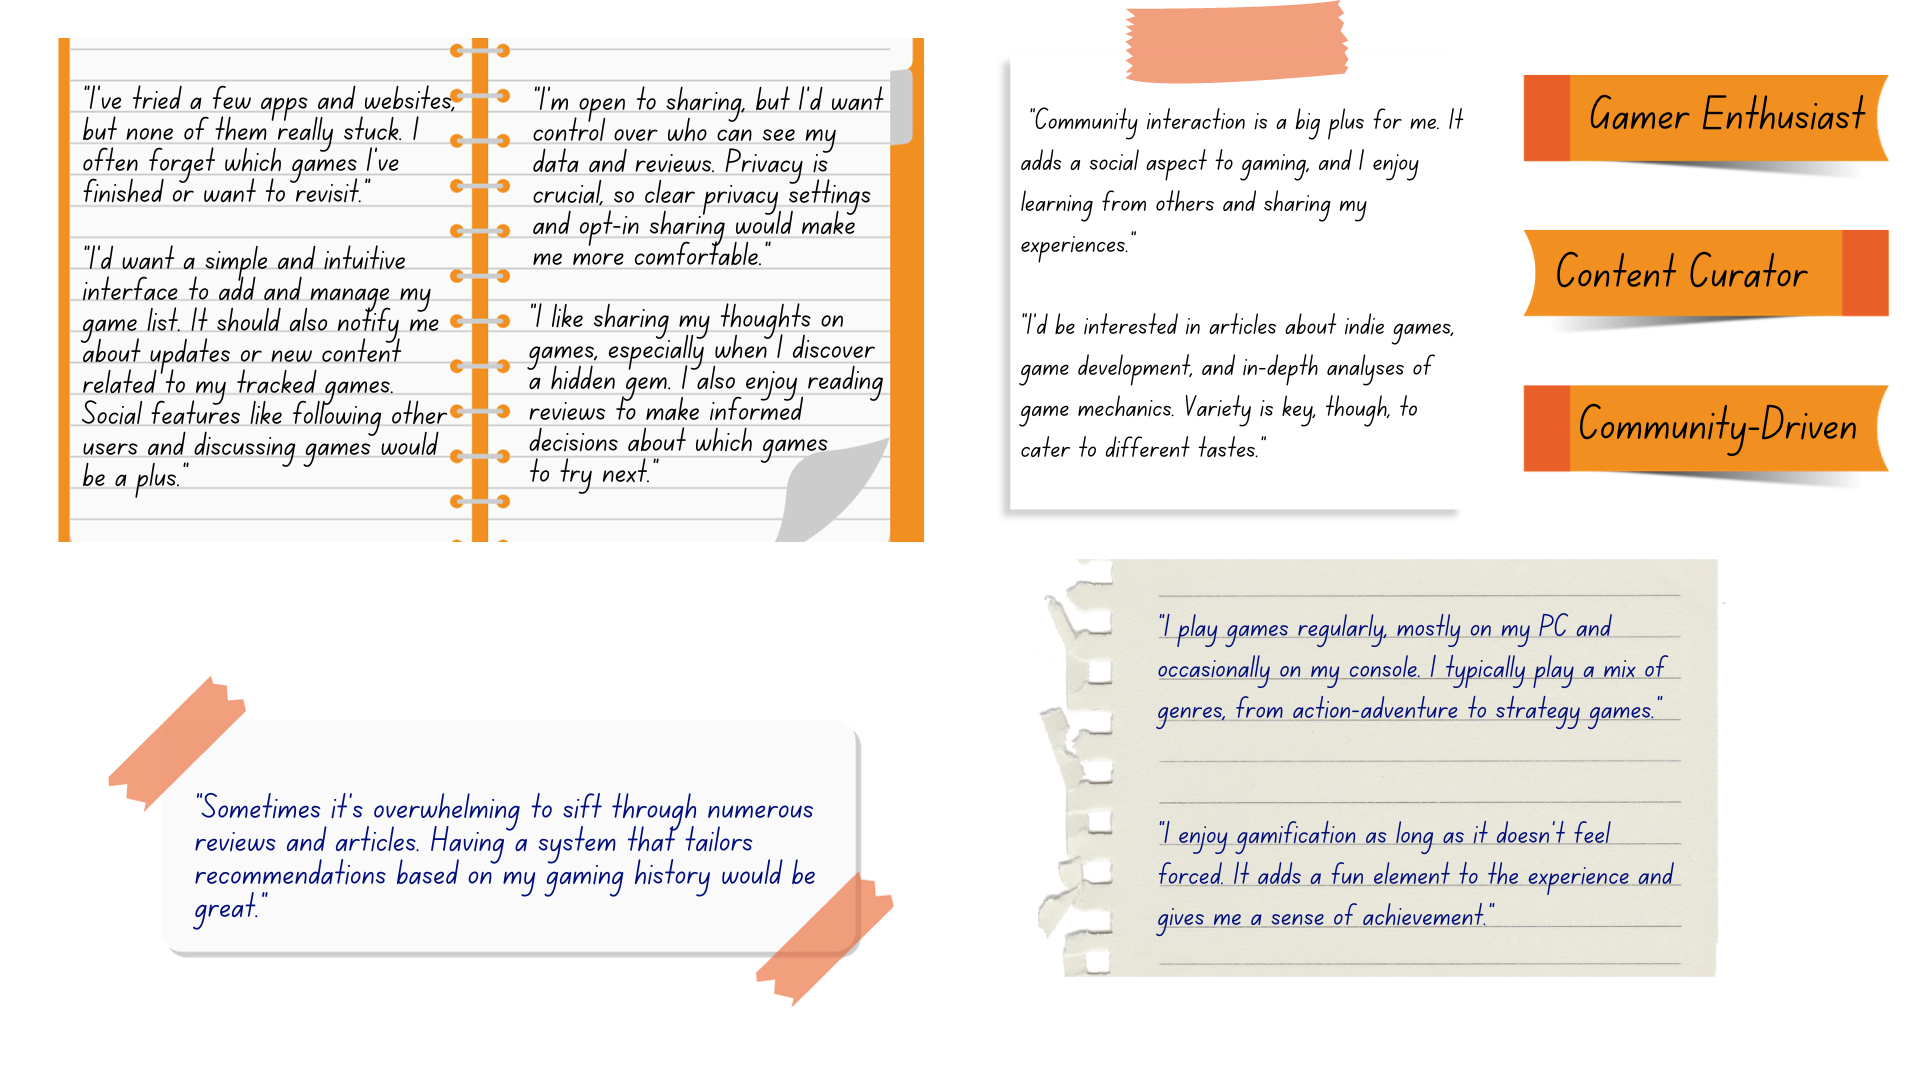 "I've tried a few apps and websites,
but none of them really stuck. I
often forget which games I've
finished or want to revisit."
"I'd want a simple and intuitive
interface to add and manage my
game list. It should also notify me
about updates or new content
related to my tracked games.
Social features like following other
users and discussing games would
be a plus."
"I'm open to sharing, but I'd want
control over who can see my
data and reviews. Privacy is
crucial, so clear privacy settings
and opt-in sharing would make
me more comfortable."
"I like sharing my thoughts on
games, especially when I discover
a hidden gem. I also enjoy reading
reviews to make informed
decisions about which games
to try next."
"Community interaction is a big plus for me. It
adds a social aspect to gaming, and I enjoy
learning from others and sharing my
experiences."
"I'd be interested in articles about indie games,
game development, and in-depth analyses of
game mechanics. Variety is key, though, to
cater to different tastes."
Gamer Enthusiast
Content Curator
Community-Driven
"Sometimes it's overwhelming to sift through numerous
reviews and articles. Having a system that tailors
recommendations based on my gaming history would be
great."
"I play games regularly, mostly on my PC and
occasionally on my console. I typically play a mix of
genres, from action-adventure to strategy games."
"I enjoy gamification as long as it doesn't feel
forced. It adds a fun element to the experience and
gives me a sense of achievement."